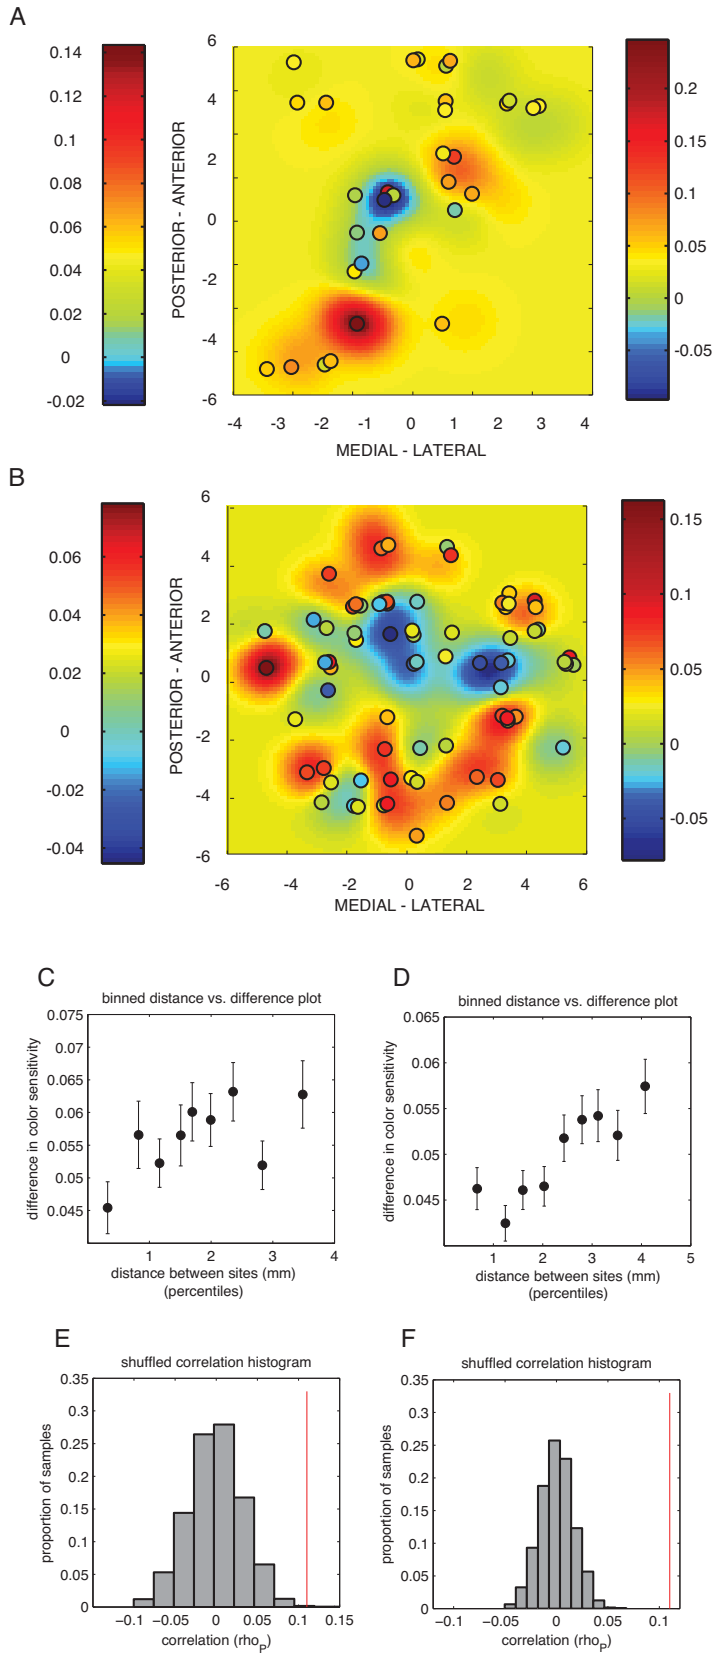 A
0.14
0.12
0.1
0.08
0.06
0.04
0.02
0
-0.02
POSTERIOR - ANTERIOR
6
4
2
0
-2
-4
-6
-4 -3 -2 -1 0 1 2 3 4
MEDIAL - LATERAL
0.2
0.15
0.1
0.05
0
-0.05
B
0.06
0.04
0.02
0
-0.02
-0.04
POSTERIOR - ANTERIOR
6
4
2
0
-2
-4
-6
-6 -4 -2 0 2 4 6
MEDIAL - LATERAL
0.15
0.1
0.05
0
-0.05
C
binned distance vs. difference plot
difference in color sensitivity
0.075
0.07
0.065
0.06
0.055
0.05
0.045
1 2 3 4
distance between sites (mm)
(percentiles)
D
binned distance vs. difference plot
difference in color sensitivity
0.065
0.06
0.055
0.05
0.045
1 2 3 4 5
distance between sites (mm)
(percentiles)
E
shuffled correlation histogram
proportion of samples
0.35
0.3
0.25
0.2
0.15
0.1
0.05
0
−0.1 −0.05 0 0.05 0.1 0.15
correlation (rhoP)
F
shuffled correlation histogram
proportion of samples
0.35
0.3
0.25
0.2
0.15
0.1
0.05
0
−0.1 −0.05 0 0.05 0.1
correlation (rhoP)